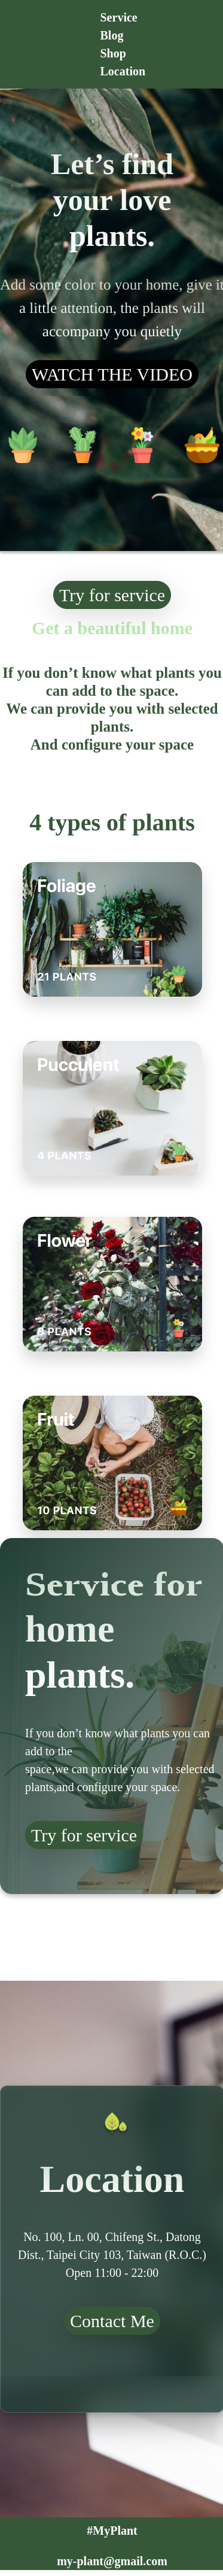 Service
Blog
Shop
Location
Let’s find
your love
plants.
Add some color to your home, give it
a little attention, the plants will
accompany you quietly
WATCH THE VIDEO
Try for service
Get a beautiful home
If you don’t know what plants you
can add to the space.
We can provide you with selected
plants.
And configure your space
4 types of plants
Foliage
21 PLANTS
Pucculent
4 PLANTS
Flower
PLANTS
Fruit
10 PLANTS
Service for
home
plants.
If you don’t know what plants you can
add to the
space,we can provide you with selected
plants,and configure your space.
Try for service
Location
No. 100, Ln. 00, Chifeng St., Datong
Dist., Taipei City 103, Taiwan (R.O.C.)
Open 11:00 - 22:00
Contact Me
#MyPlant
my-plant@gmail.com